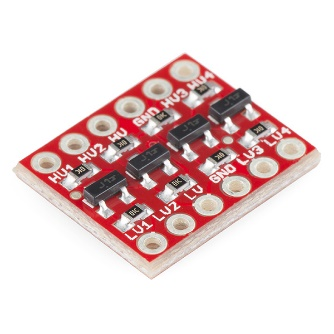 HV1 HV2 HV GND HV3 HV4
LV1 LV2 LV GND LV3 LV4